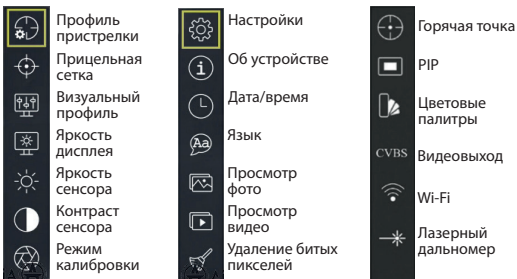 Профиль
пристрелки
Прицельная
сетка
Визуальный
профиль
Яркость
дисплея
Яркость
сенсора
Контраст
сенсора
Режим
калибровки
Настройки
i
Об устройстве
Дата/время
Aa
Язык
Просмотр
фото
Просмотр
видео
Удаление битых
пикселей
Горячая точка
PIP
Цветовые
палитры
CVBS
Видеовыход
Wi-Fi
Лазерный
дальномер